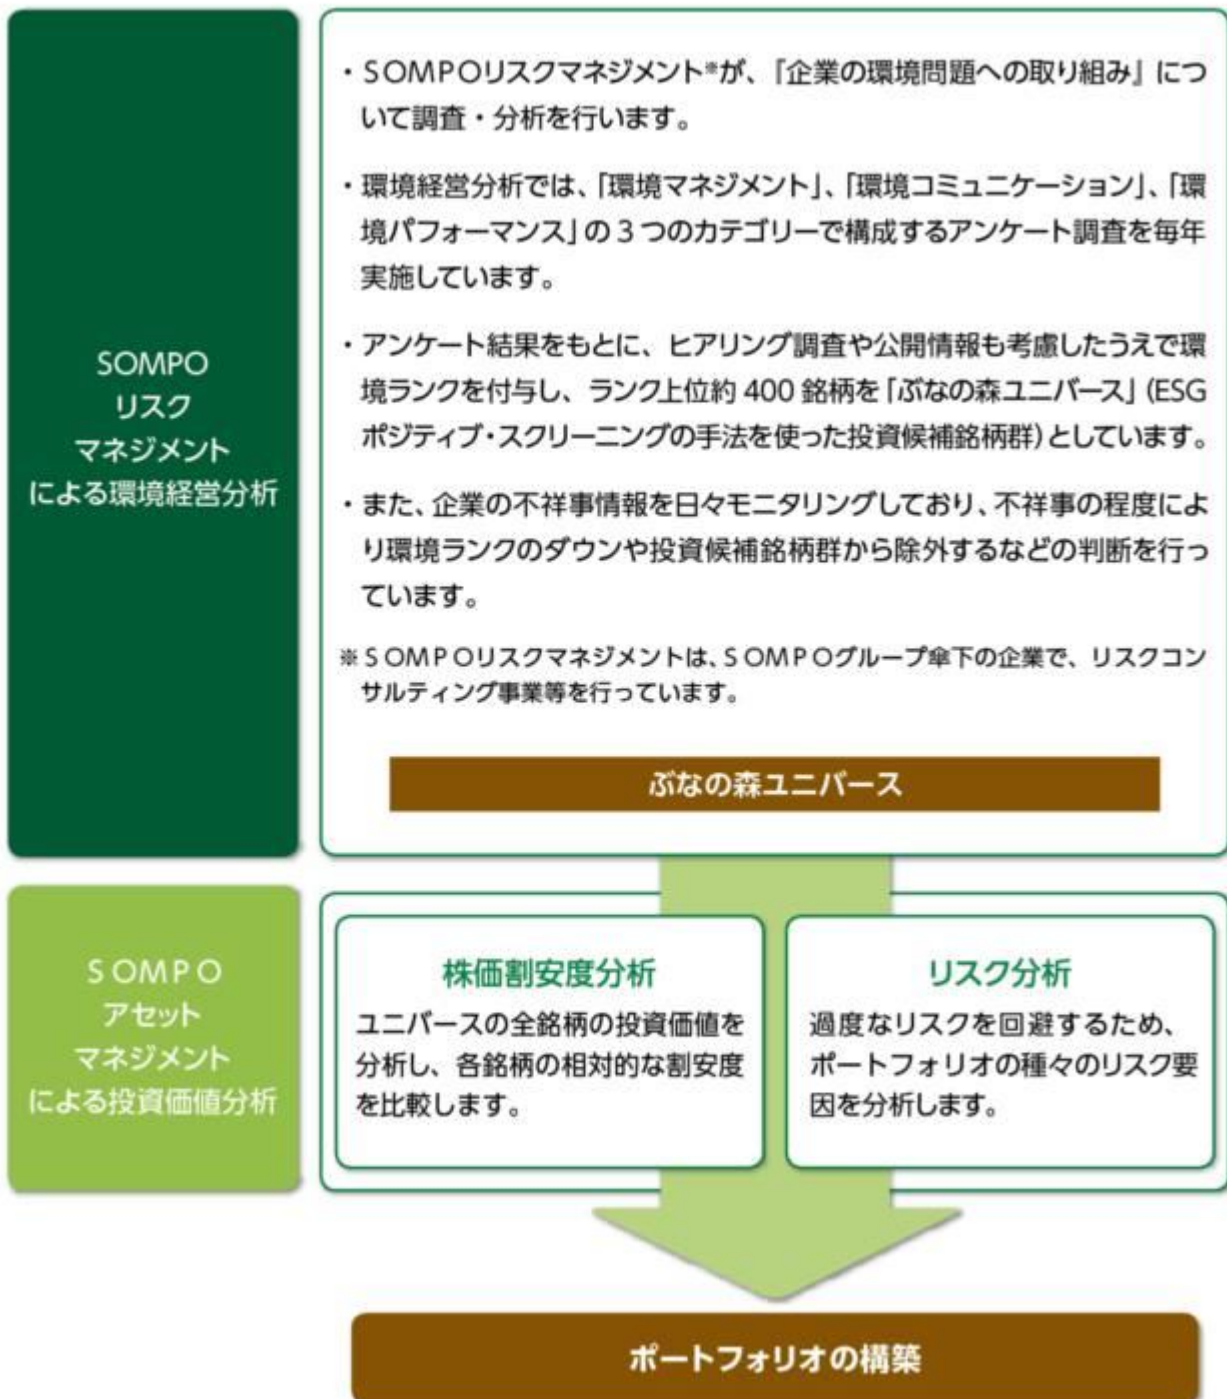 SOMPO
リスク
マネジメント
による環境経営分析
・SOMPOリスクマネジメント※が、『企業の環境問題への取り組み』につ
いて調査・分析を行います。
・環境経営分析では、「環境マネジメント」、「環境コミュニケーション」、「環
境パフォーマンス」の3つのカテゴリーで構成するアンケート調査を毎年
実施しています。
・アンケート結果をもとに、ヒアリング調査や公開情報も考慮したうえで環
境ランクを付与し、ランク上位約400銘柄を「ぶなの森ユニバース」(ESG
ポジティブ・スクリーニングの手法を使った投資候補銘柄群)としています。
・また、企業の不祥事情報を日々モニタリングしており、不祥事の程度によ
り環境ランクのダウンや投資候補銘柄群から除外するなどの判断を行っ
ています。
※SOMPOリスクマネジメントは、SOMPOグループ傘下の企業で、リスクコン
サルティング事業等を行っています。
ぶなの森ユニバース
SOMPO
アセット
マネジメント
による投資価値分析
株価割安度分析
ユニバースの全銘柄の投資価値を
分析し、各銘柄の相対的な割安度
を比較します。
リスク分析
過度なリスクを回避するため、
ポートフォリオの種々のリスク要
因を分析します。
ポートフォリオの構築